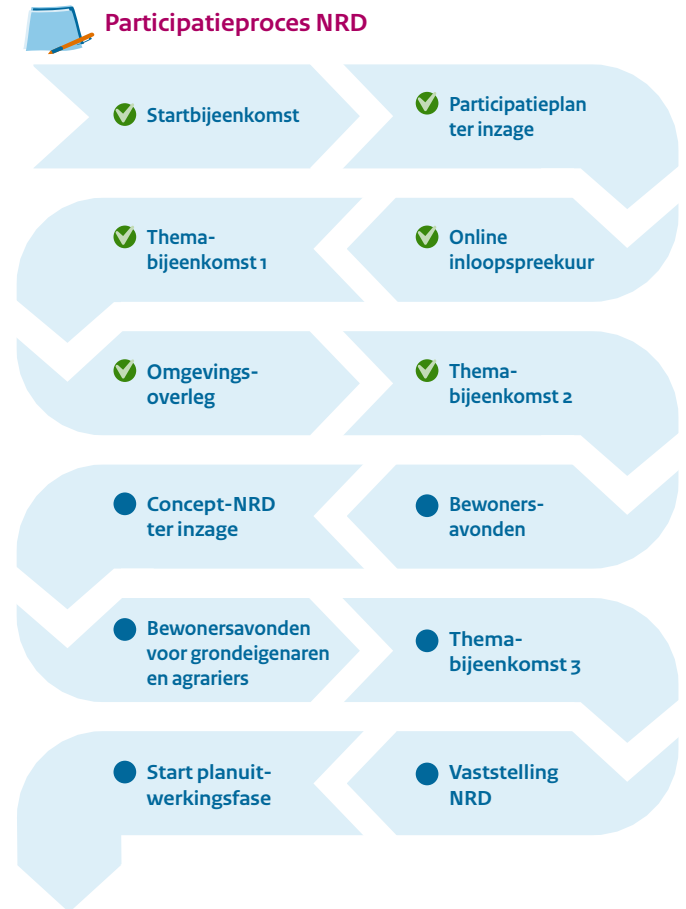 Participatieproces NRD
Startbijeenkomst
Participatieplan
ter inzage
Online
inloopspreekuur
Thema-
bijeenkomst 1
Omgevings-
overleg
Thema-
bijeenkomst 2
Bewoners-
avonden
Concept-NRD
ter inzage
Bewonersavonden
voor grondeigenaren
en agrariers
Thema-
bijeenkomst 3
Vaststelling
NRD
Start planuit-
werkingsfase